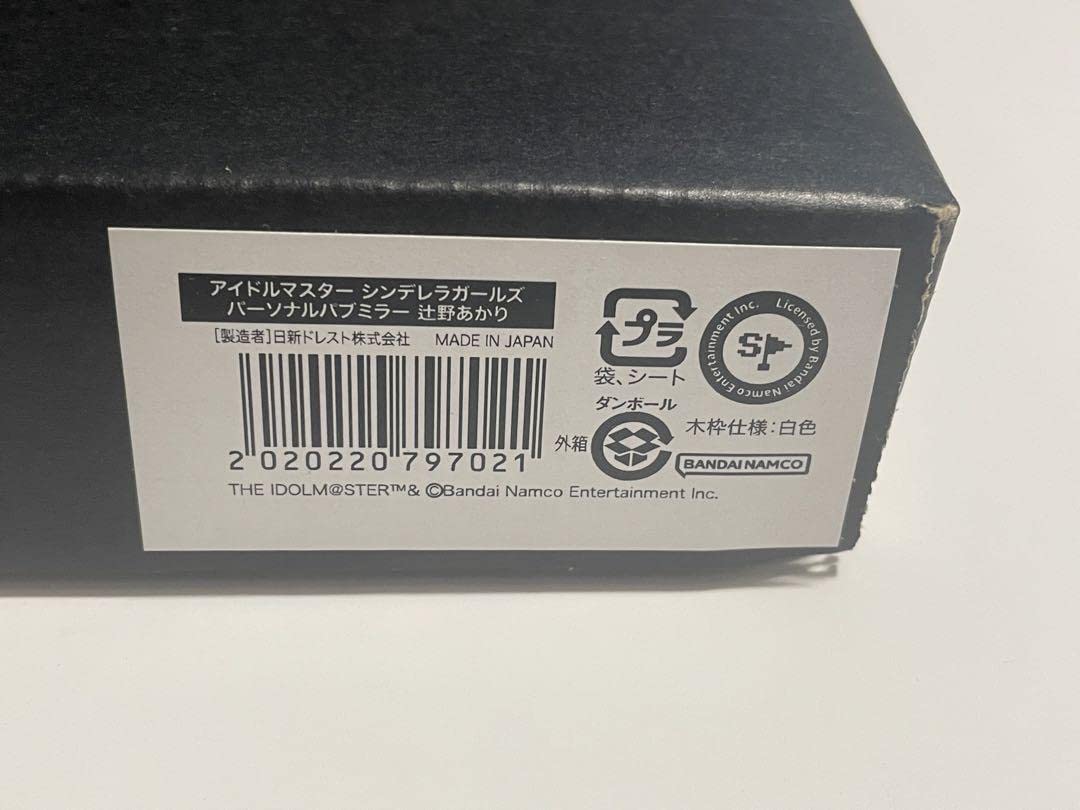 アイドルマスター シンデレラガールズ
パーソナルパブミラー 辻野あかり
[製造者]日新ドレスト株式会社 MADE IN JAPAN
2 020220 797021
THE IDOLM@STER™& ©Bandai Namco Entertainment Inc.
プラ
袋、シート
Licensed by Bandai Namco Entertainment Inc.
SP
ダンボール
外箱
木枠仕様:白色
BANDAI NAMCO